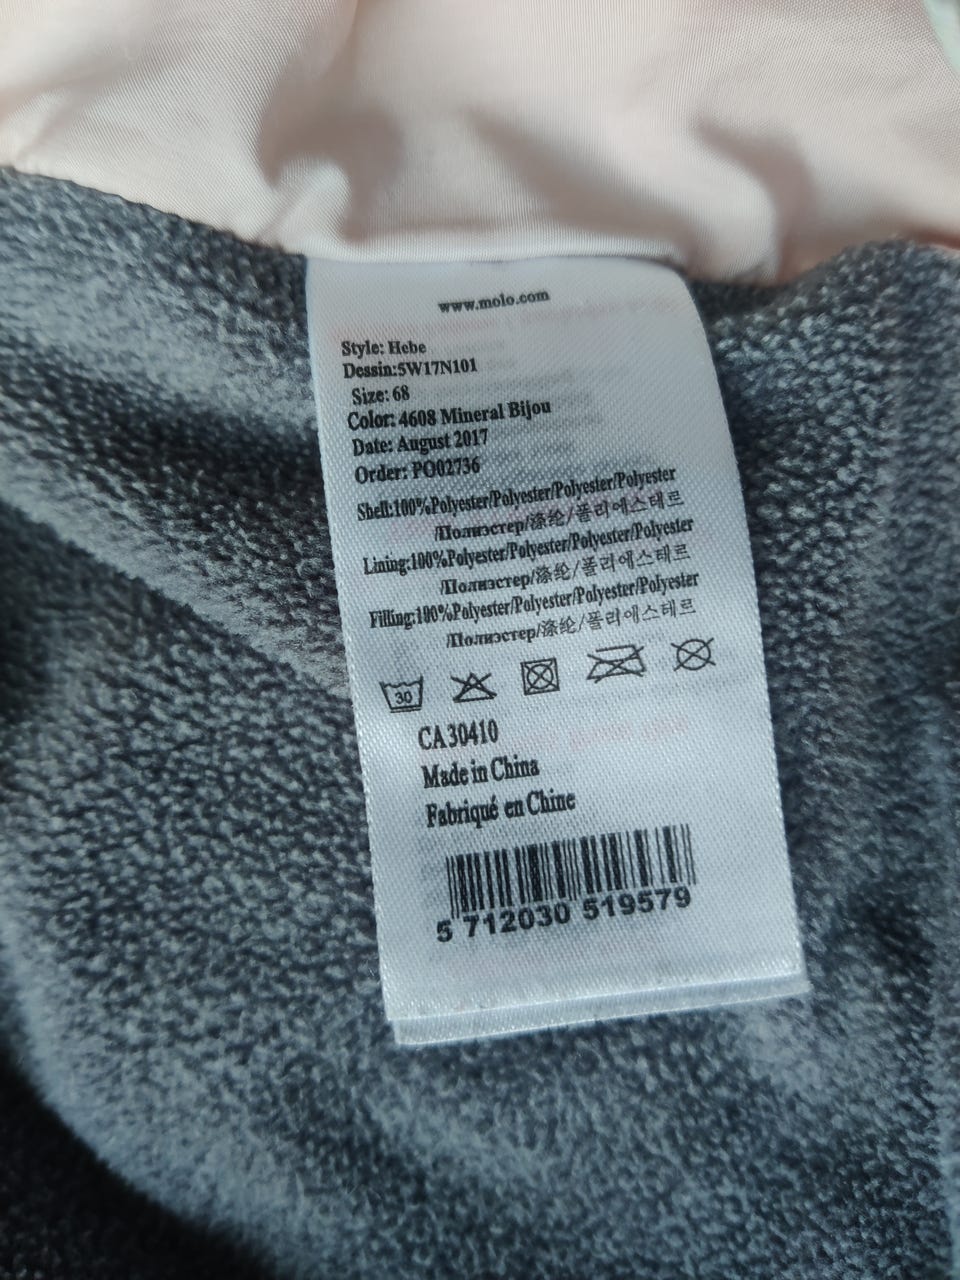 www.molo.com
Style: Hebe
Dessin:5W17N101
Size: 68
Color: 4608 Mineral Bijou
Date: August 2017
Order: PO02736
Shell:100%Polyester/Polyester/Polyester/Polyester
/Полиэстер/涤纶/폴리에스테르
Lining:100%Polyester/Polyester/Polyester/Polyester
/Полиэстер/涤纶/폴리에스테르
Filling:100%Polyester/Polyester/Polyester/Polyester
/Полиэстер/涤纶/폴리에스테르
30
CA30410
Made in China
Fabriqué en Chine
5 712030 519579